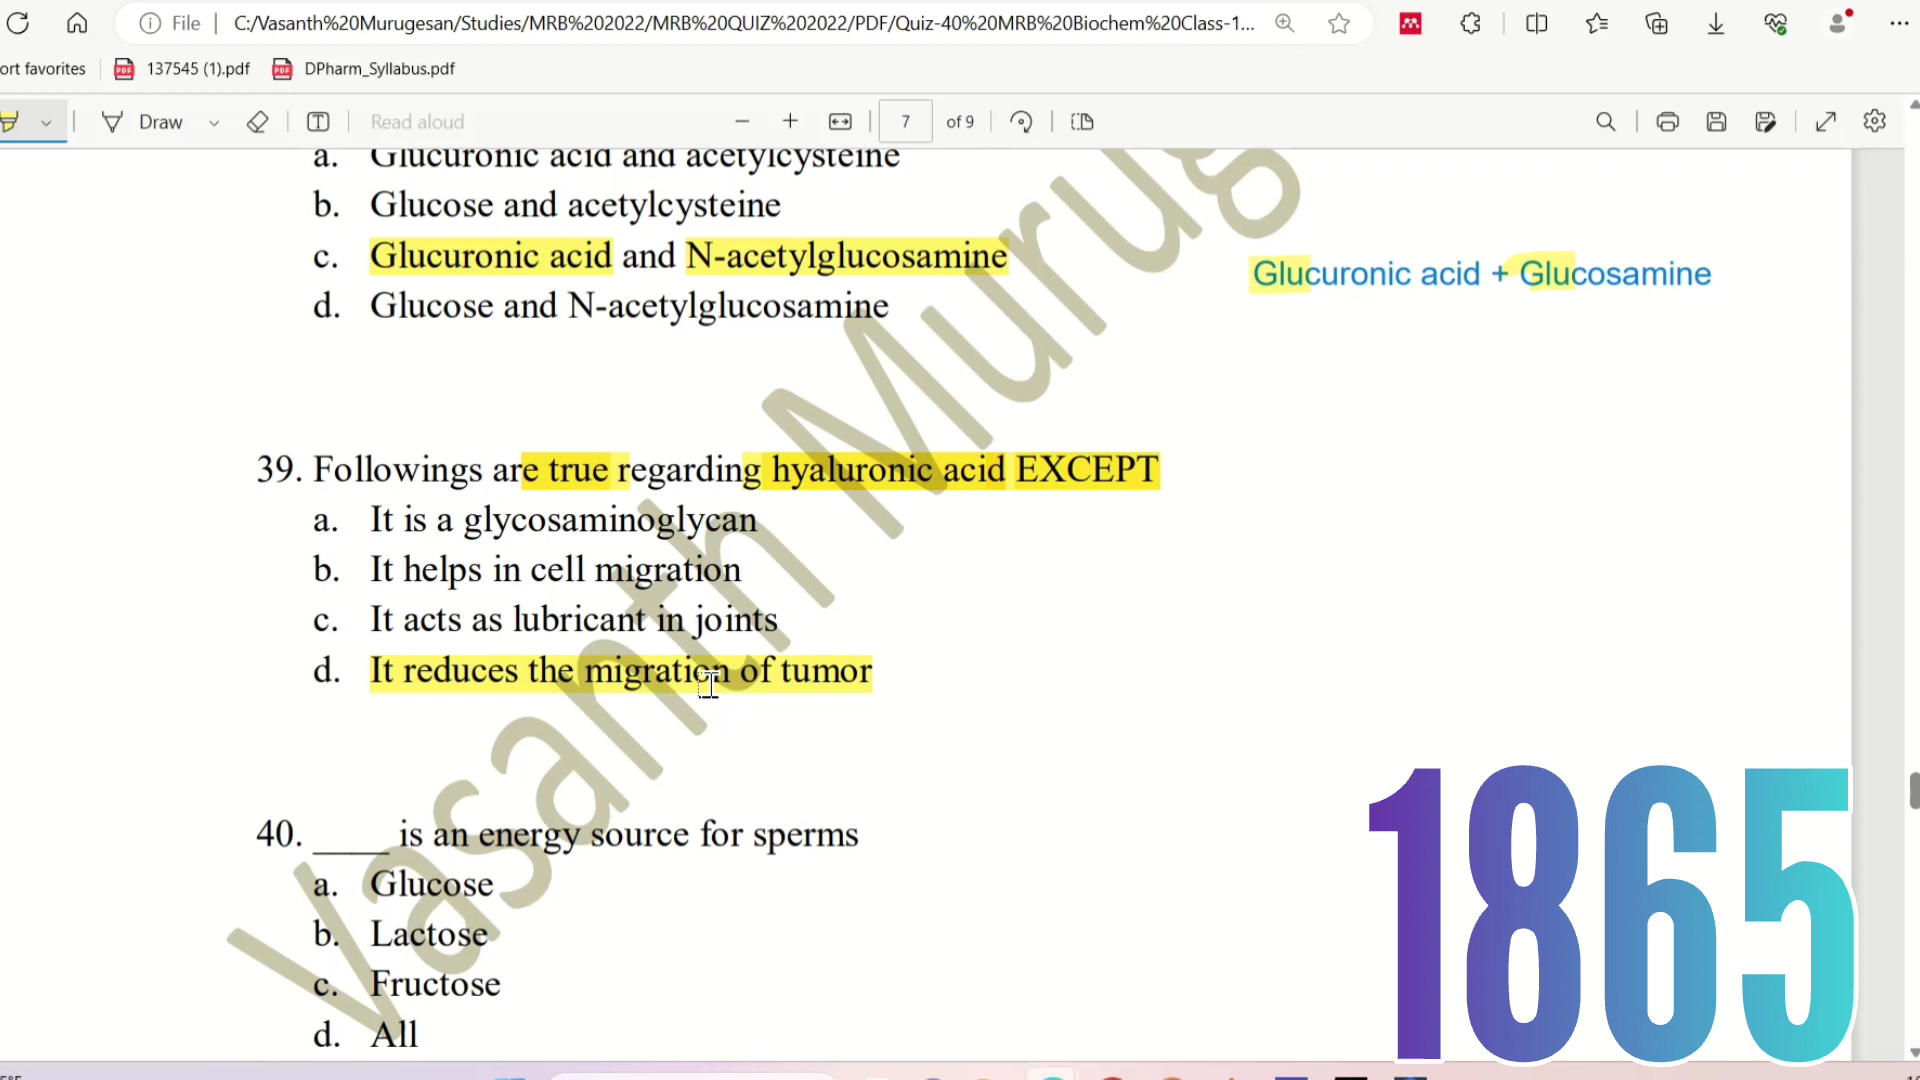 File
C:/Vasanth%20Murugesan/Studies/MRB%202022/MRB%20QUIZ%202022/PDF/Quiz-40%20MRB%20Biochem%20Class-1...
ort favorites
137545 (1).pdf
DPharm_Syllabus.pdf
Draw
Read aloud
7 of 9
a. Glucuronic acid and acetylcysteine
b. Glucose and acetylcysteine
c. Glucuronic acid and N-acetylglucosamine
Glucuronic acid + Glucosamine
d. Glucose and N-acetylglucosamine
39. Followings are true regarding hyaluronic acid EXCEPT
a. It is a glycosaminoglycan
b. It helps in cell migration
c. It acts as lubricant in joints
d. It reduces the migration of tumor
40. ____ is an energy source for sperms
a. Glucose
b. Lactose
c. Fructose
d. All
Vasanth Murug
1865